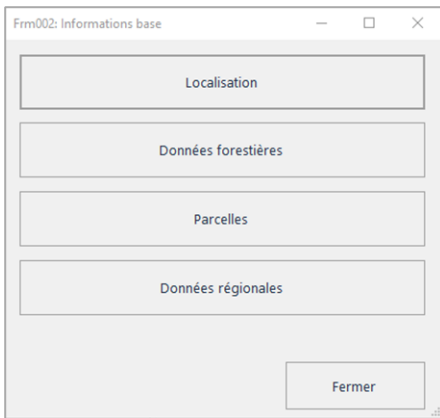 Frm002: Informations base
Localisation
Données forestières
Parcelles
Données régionales
Fermer